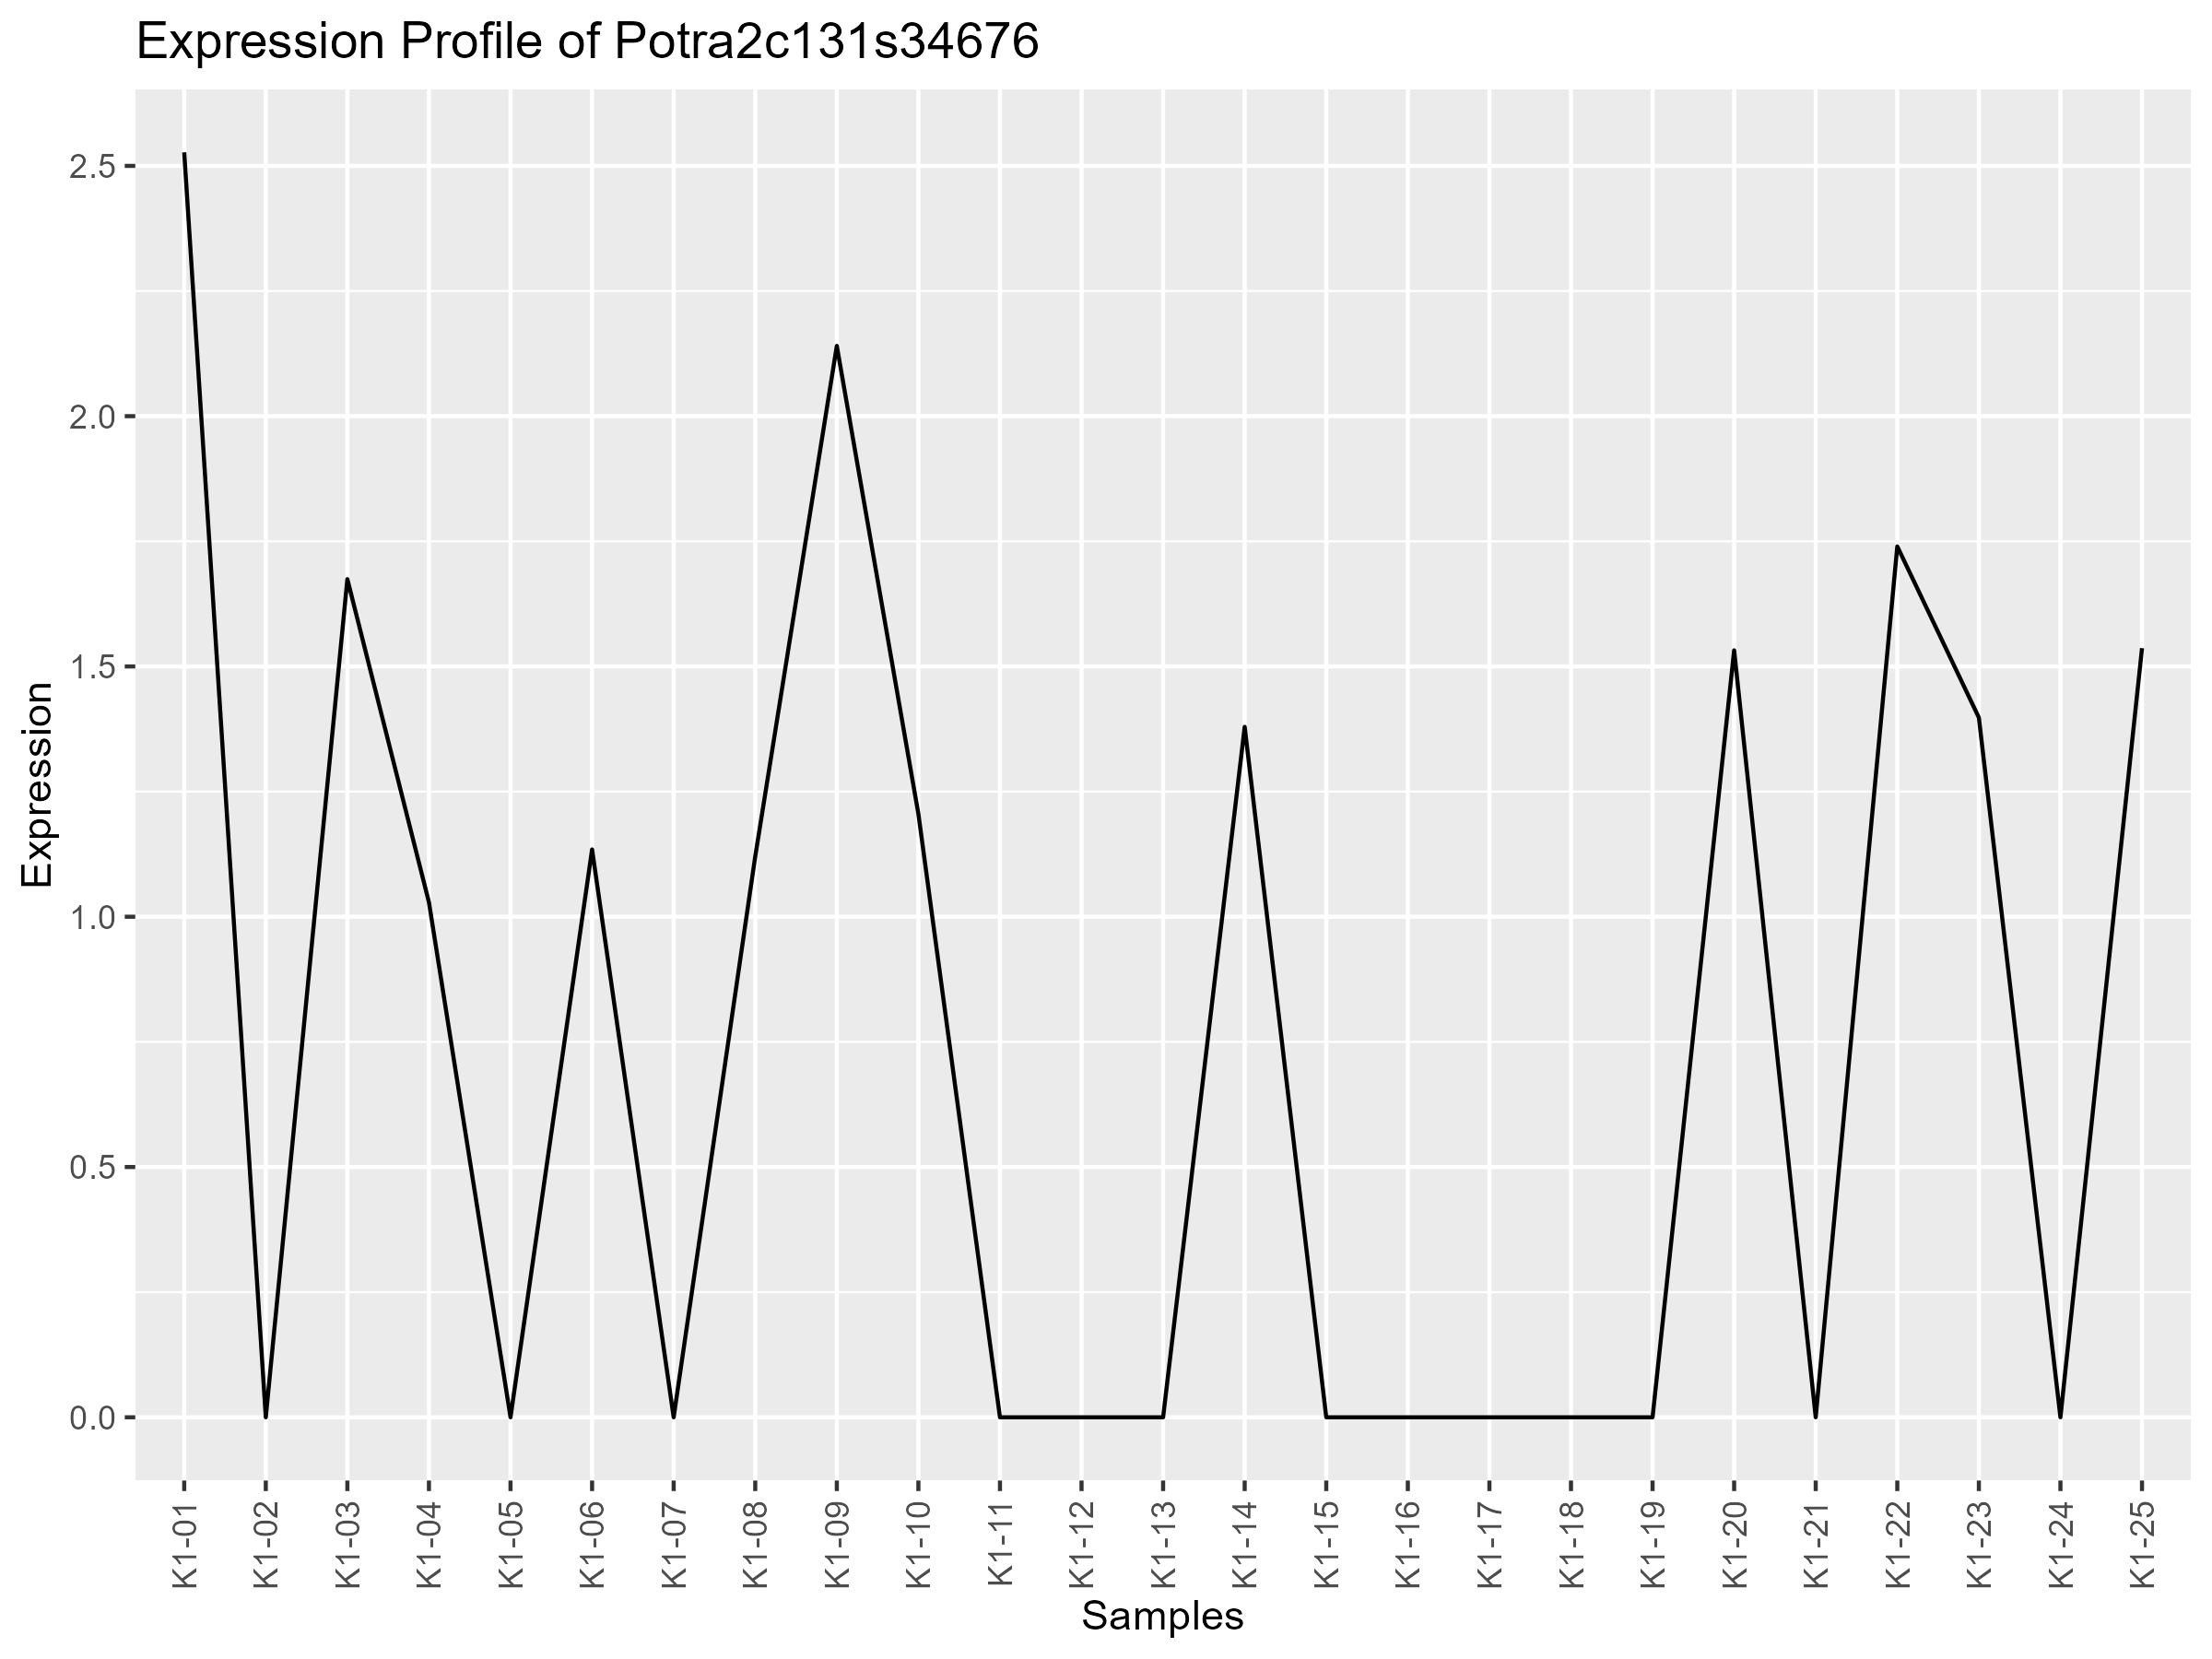 Expression Profile of Potra2c131s34676
Expression
2.5
2.0
1.5
1.0
0.5
0.0
K1-01
K1-02
K1-03
K1-04
K1-05
K1-06
K1-07
K1-08
K1-09
K1-10
K1-11
K1-12
K1-13
K1-14
K1-15
K1-16
K1-17
K1-18
K1-19
K1-20
K1-21
K1-22
K1-23
K1-24
K1-25
Samples